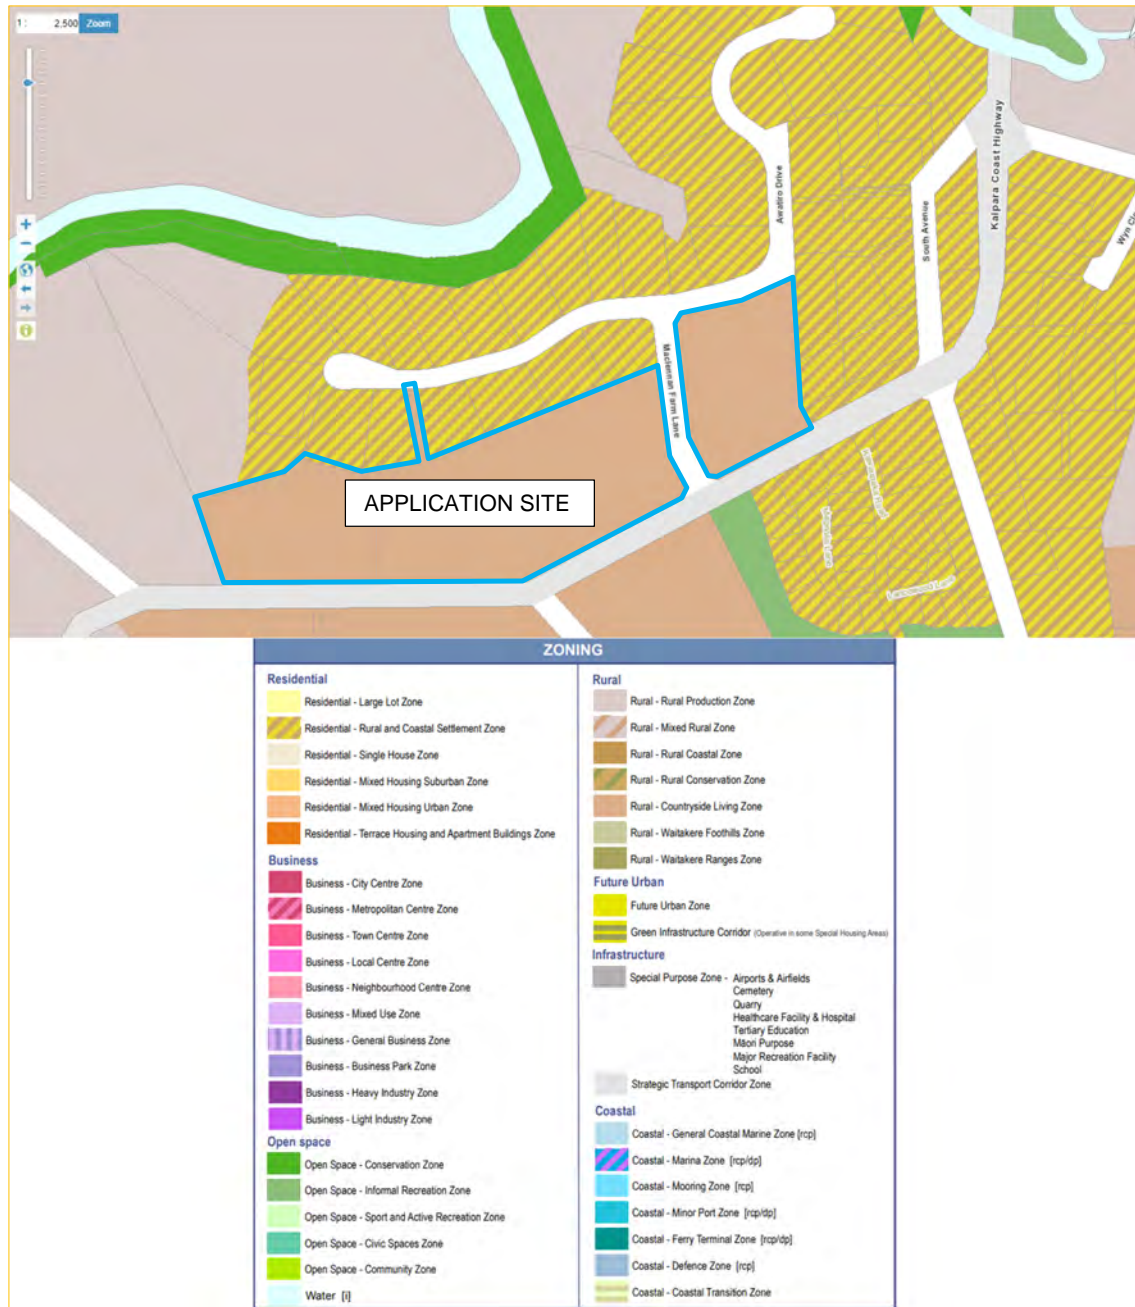 1: 2,500 Zoom
Kaipara Coast Highway
Awatiro Drive
South Avenue
Wyn Cl
Maclennan Farm Lane
APPLICATION SITE
ZONING
Residential
Residential - Large Lot Zone
Residential - Rural and Coastal Settlement Zone
Residential - Single House Zone
Residential - Mixed Housing Suburban Zone
Residential - Mixed Housing Urban Zone
Residential - Terrace Housing and Apartment Buildings Zone
Business
Business - City Centre Zone
Business - Metropolitan Centre Zone
Business - Town Centre Zone
Business - Local Centre Zone
Business - Neighbourhood Centre Zone
Business - Mixed Use Zone
Business - General Business Zone
Business - Business Park Zone
Business - Heavy Industry Zone
Business - Light Industry Zone
Open space
Open Space - Conservation Zone
Open Space - Informal Recreation Zone
Open Space - Sport and Active Recreation Zone
Open Space - Civic Spaces Zone
Open Space - Community Zone
Water [i]
Rural
Rural - Rural Production Zone
Rural - Mixed Rural Zone
Rural - Rural Coastal Zone
Rural - Rural Conservation Zone
Rural - Countryside Living Zone
Rural - Waitakere Foothills Zone
Rural - Waitakere Ranges Zone
Future Urban
Future Urban Zone
Green Infrastructure Corridor (Operative in some Special Housing Areas)
Infrastructure
Special Purpose Zone - Airports & Airfields
Cemetery
Quarry
Healthcare Facility & Hospital
Tertiary Education
Māori Purpose
Major Recreation Facility
School
Strategic Transport Corridor Zone
Coastal
Coastal - General Coastal Marine Zone [rcp]
Coastal - Marina Zone [rcp/dp]
Coastal - Mooring Zone [rcp]
Coastal - Minor Port Zone [rcp/dp]
Coastal - Ferry Terminal Zone [rcp/dp]
Coastal - Defence Zone [rcp]
Coastal - Coastal Transition Zone